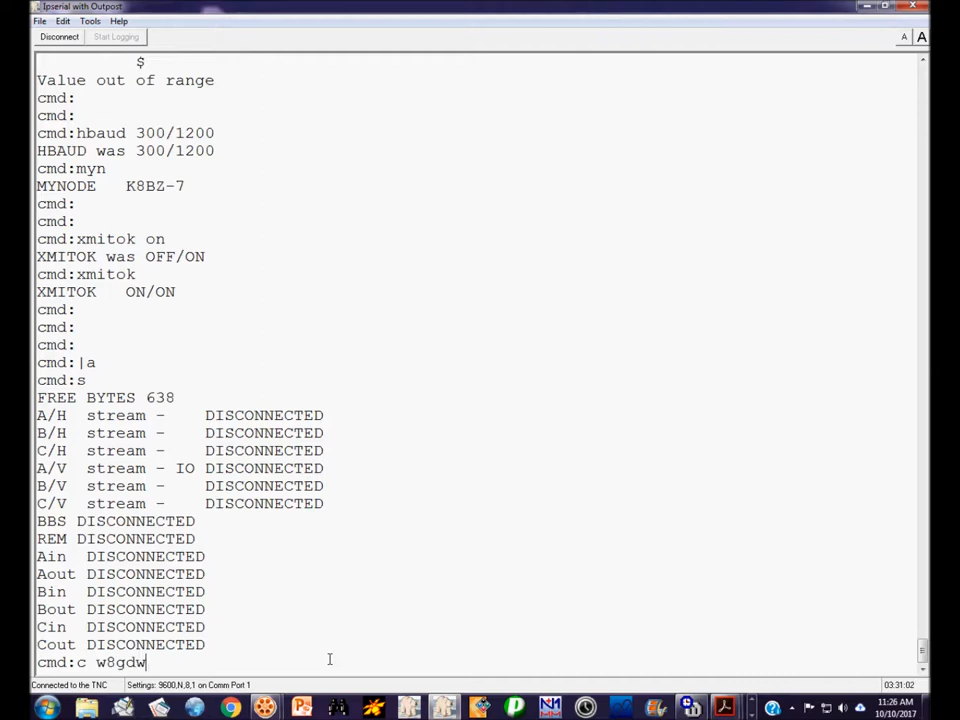 Ipserial with Outpost
File Edit Tools Help
Disconnect Start Logging A A
$
Value out of range
cmd:
cmd:
cmd:hbaud 300/1200
HBAUD was 300/1200
cmd:myn
MYNODE K8BZ-7
cmd:
cmd:
cmd:xmitok on
XMITOK was OFF/ON
cmd:xmitok
XMITOK ON/ON
cmd:
cmd:
cmd:
cmd:|a
cmd:s
FREE BYTES 638
A/H stream - DISCONNECTED
B/H stream - DISCONNECTED
C/H stream - DISCONNECTED
A/V stream - IO DISCONNECTED
B/V stream - DISCONNECTED
C/V stream - DISCONNECTED
BBS DISCONNECTED
REM DISCONNECTED
Ain DISCONNECTED
Aout DISCONNECTED
Bin DISCONNECTED
Bout DISCONNECTED
Cin DISCONNECTED
Cout DISCONNECTED
cmd:c w8gdw
Connected to the TNC Settings: 9600,N,8,1 on Comm Port 1 03:31:02
11:26 AM
10/10/2017